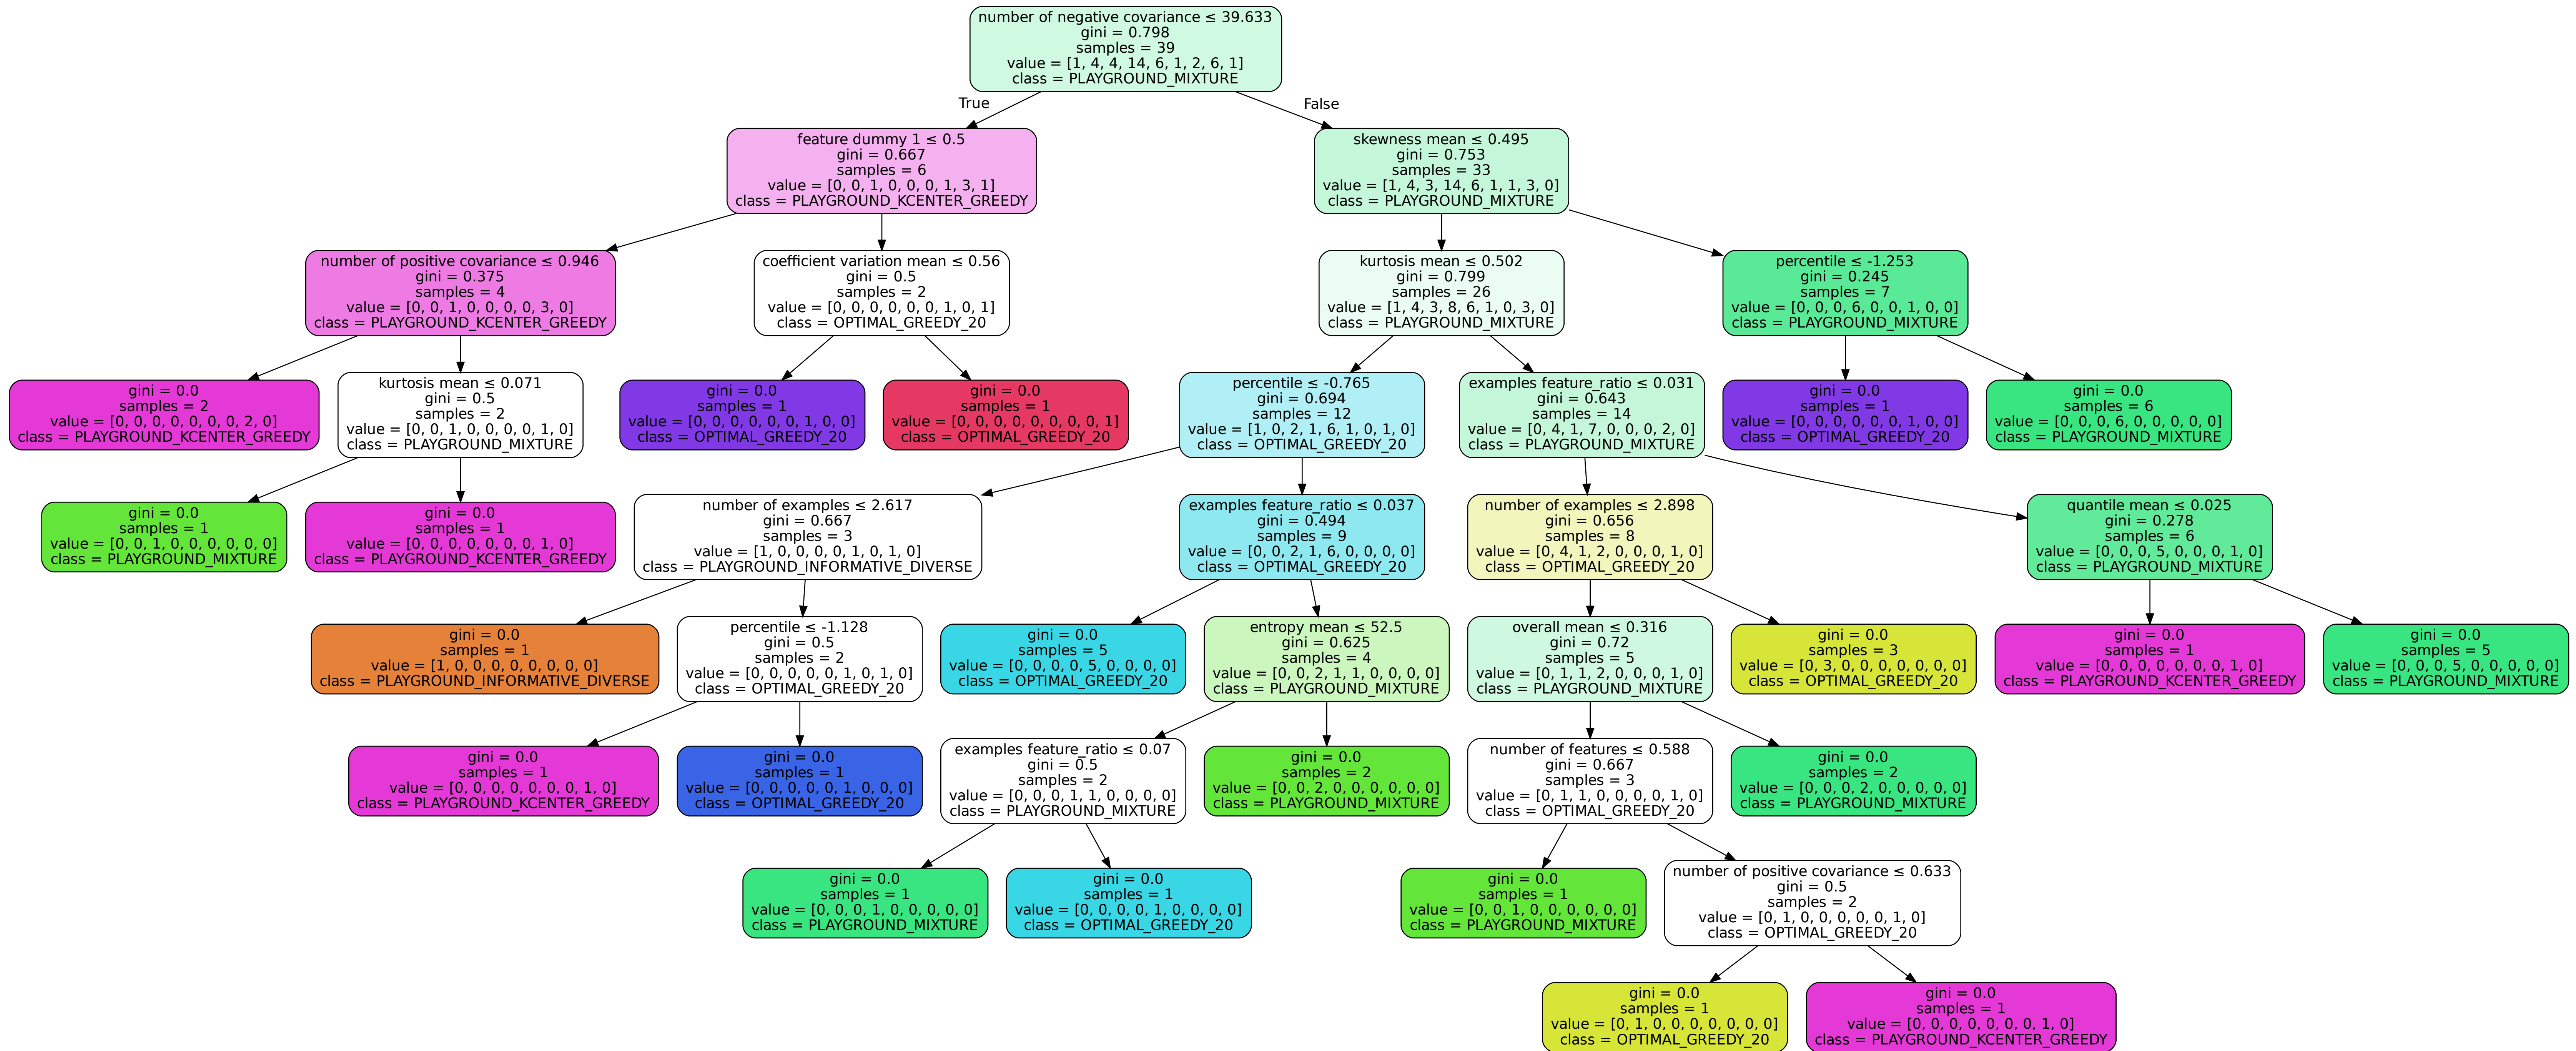 number of negative covariance ≤ 39.633
gini = 0.798
samples = 39
value = [1, 4, 4, 14, 6, 1, 2, 6, 1]
class = PLAYGROUND_MIXTURE
True
False
feature dummy 1 ≤ 0.5
gini = 0.667
samples = 6
value = [0, 0, 1, 0, 0, 0, 1, 3, 1]
class = PLAYGROUND_KCENTER_GREEDY
skewness mean ≤ 0.495
gini = 0.753
samples = 33
value = [1, 4, 3, 14, 6, 1, 1, 3, 0]
class = PLAYGROUND_MIXTURE
number of positive covariance ≤ 0.946
gini = 0.375
samples = 4
value = [0, 0, 1, 0, 0, 0, 0, 3, 0]
class = PLAYGROUND_KCENTER_GREEDY
coefficient variation mean ≤ 0.56
gini = 0.5
samples = 2
value = [0, 0, 0, 0, 0, 0, 1, 0, 1]
class = OPTIMAL_GREEDY_20
kurtosis mean ≤ 0.502
gini = 0.799
samples = 26
value = [1, 4, 3, 8, 6, 1, 0, 3, 0]
class = PLAYGROUND_MIXTURE
percentile ≤ -1.253
gini = 0.245
samples = 7
value = [0, 0, 0, 6, 0, 0, 1, 0, 0]
class = PLAYGROUND_MIXTURE
gini = 0.0
samples = 2
value = [0, 0, 0, 0, 0, 0, 0, 2, 0]
class = PLAYGROUND_KCENTER_GREEDY
kurtosis mean ≤ 0.071
gini = 0.5
samples = 2
value = [0, 0, 1, 0, 0, 0, 0, 1, 0]
class = PLAYGROUND_MIXTURE
gini = 0.0
samples = 1
value = [0, 0, 0, 0, 0, 0, 1, 0, 0]
class = OPTIMAL_GREEDY_20
gini = 0.0
samples = 1
value = [0, 0, 0, 0, 0, 0, 0, 0, 1]
class = OPTIMAL_GREEDY_20
percentile ≤ -0.765
gini = 0.694
samples = 12
value = [1, 0, 2, 1, 6, 1, 0, 1, 0]
class = OPTIMAL_GREEDY_20
examples feature_ratio ≤ 0.031
gini = 0.643
samples = 14
value = [0, 4, 1, 7, 0, 0, 0, 2, 0]
class = PLAYGROUND_MIXTURE
gini = 0.0
samples = 1
value = [0, 0, 0, 0, 0, 0, 1, 0, 0]
class = OPTIMAL_GREEDY_20
gini = 0.0
samples = 6
value = [0, 0, 0, 6, 0, 0, 0, 0, 0]
class = PLAYGROUND_MIXTURE
gini = 0.0
samples = 1
value = [0, 0, 1, 0, 0, 0, 0, 0, 0]
class = PLAYGROUND_MIXTURE
gini = 0.0
samples = 1
value = [0, 0, 0, 0, 0, 0, 0, 1, 0]
class = PLAYGROUND_KCENTER_GREEDY
number of examples ≤ 2.617
gini = 0.667
samples = 3
value = [1, 0, 0, 0, 0, 1, 0, 1, 0]
class = PLAYGROUND_INFORMATIVE_DIVERSE
examples feature_ratio ≤ 0.037
gini = 0.494
samples = 9
value = [0, 0, 2, 1, 6, 0, 0, 0, 0]
class = OPTIMAL_GREEDY_20
number of examples ≤ 2.898
gini = 0.656
samples = 8
value = [0, 4, 1, 2, 0, 0, 0, 1, 0]
class = OPTIMAL_GREEDY_20
quantile mean ≤ 0.025
gini = 0.278
samples = 6
value = [0, 0, 0, 5, 0, 0, 0, 1, 0]
class = PLAYGROUND_MIXTURE
gini = 0.0
samples = 1
value = [1, 0, 0, 0, 0, 0, 0, 0, 0]
class = PLAYGROUND_INFORMATIVE_DIVERSE
percentile ≤ -1.128
gini = 0.5
samples = 2
value = [0, 0, 0, 0, 0, 1, 0, 1, 0]
class = OPTIMAL_GREEDY_20
gini = 0.0
samples = 5
value = [0, 0, 0, 0, 5, 0, 0, 0, 0]
class = OPTIMAL_GREEDY_20
entropy mean ≤ 52.5
gini = 0.625
samples = 4
value = [0, 0, 2, 1, 1, 0, 0, 0, 0]
class = PLAYGROUND_MIXTURE
overall mean ≤ 0.316
gini = 0.72
samples = 5
value = [0, 1, 1, 2, 0, 0, 0, 1, 0]
class = PLAYGROUND_MIXTURE
gini = 0.0
samples = 3
value = [0, 3, 0, 0, 0, 0, 0, 0, 0]
class = OPTIMAL_GREEDY_20
gini = 0.0
samples = 1
value = [0, 0, 0, 0, 0, 0, 0, 1, 0]
class = PLAYGROUND_KCENTER_GREEDY
gini = 0.0
samples = 5
value = [0, 0, 0, 5, 0, 0, 0, 0, 0]
class = PLAYGROUND_MIXTURE
gini = 0.0
samples = 1
value = [0, 0, 0, 0, 0, 0, 0, 1, 0]
class = PLAYGROUND_KCENTER_GREEDY
gini = 0.0
samples = 1
value = [0, 0, 0, 0, 0, 1, 0, 0, 0]
class = OPTIMAL_GREEDY_20
examples feature_ratio ≤ 0.07
gini = 0.5
samples = 2
value = [0, 0, 0, 1, 1, 0, 0, 0, 0]
class = PLAYGROUND_MIXTURE
gini = 0.0
samples = 2
value = [0, 0, 2, 0, 0, 0, 0, 0, 0]
class = PLAYGROUND_MIXTURE
number of features ≤ 0.588
gini = 0.667
samples = 3
value = [0, 1, 1, 0, 0, 0, 0, 1, 0]
class = OPTIMAL_GREEDY_20
gini = 0.0
samples = 2
value = [0, 0, 0, 2, 0, 0, 0, 0, 0]
class = PLAYGROUND_MIXTURE
gini = 0.0
samples = 1
value = [0, 0, 0, 1, 0, 0, 0, 0, 0]
class = PLAYGROUND_MIXTURE
gini = 0.0
samples = 1
value = [0, 0, 0, 0, 1, 0, 0, 0, 0]
class = OPTIMAL_GREEDY_20
gini = 0.0
samples = 1
value = [0, 0, 1, 0, 0, 0, 0, 0, 0]
class = PLAYGROUND_MIXTURE
number of positive covariance ≤ 0.633
gini = 0.5
samples = 2
value = [0, 1, 0, 0, 0, 0, 0, 1, 0]
class = OPTIMAL_GREEDY_20
gini = 0.0
samples = 1
value = [0, 1, 0, 0, 0, 0, 0, 0, 0]
class = OPTIMAL_GREEDY_20
gini = 0.0
samples = 1
value = [0, 0, 0, 0, 0, 0, 0, 1, 0]
class = PLAYGROUND_KCENTER_GREEDY